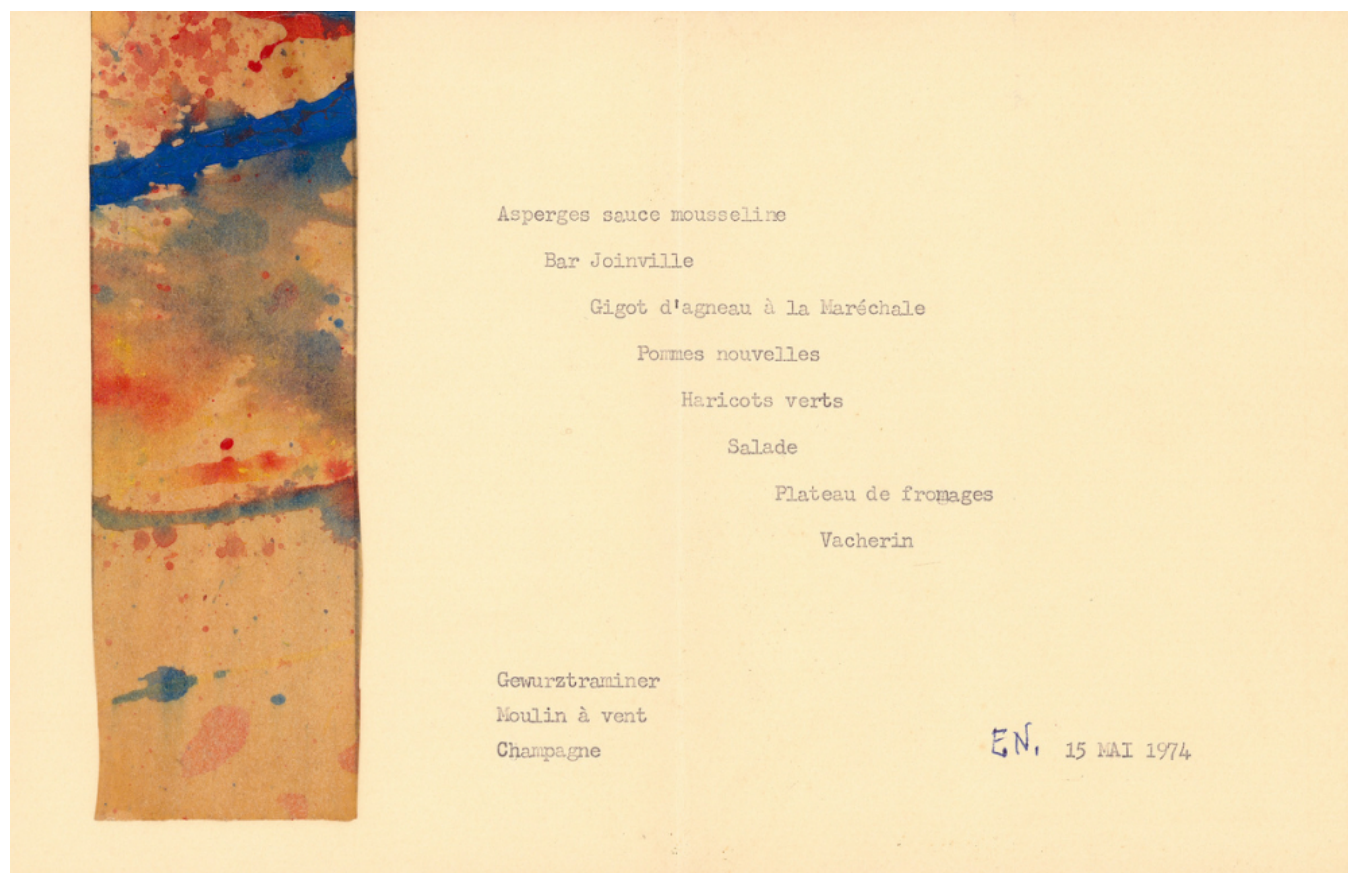 Asperges sauce mousseline
Bar Joinville
Gigot d'agneau à la Maréchale
Pommes nouvelles
Haricots verts
Salade
Plateau de fromages
Vacherin
Gewurztraminer
Moulin à vent
Champagne
EN. 15 MAI 1974